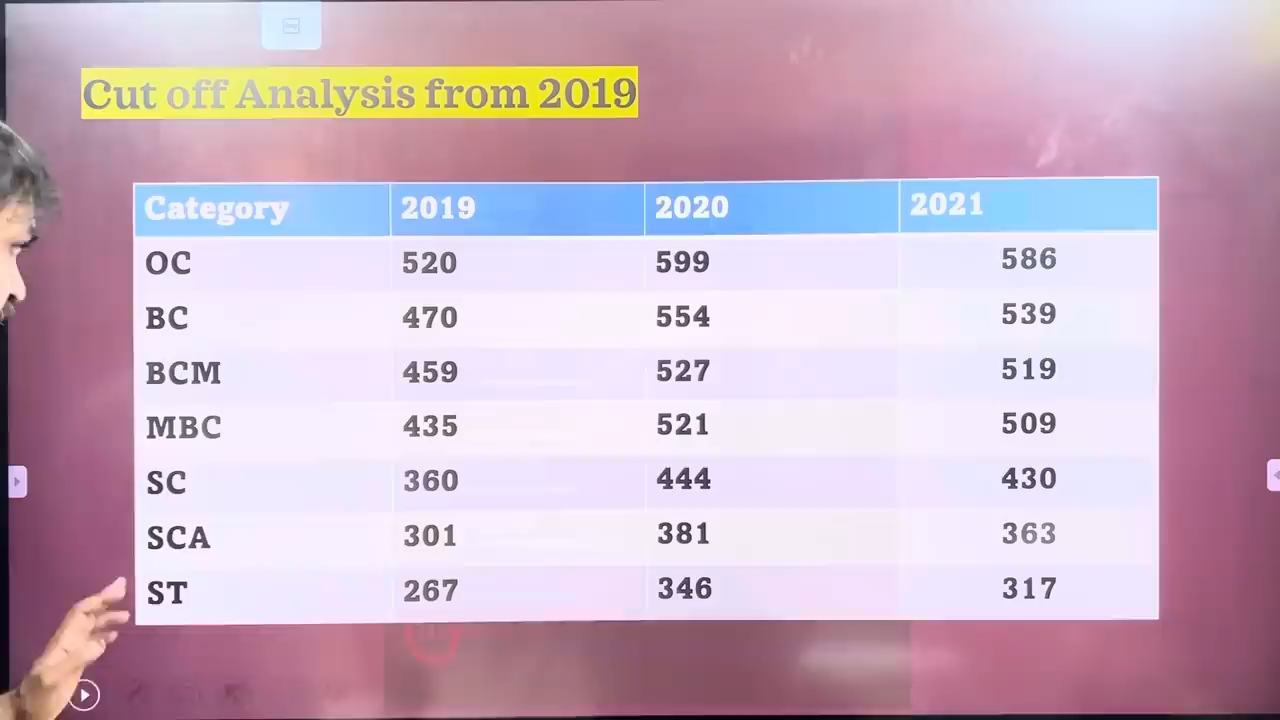 Cut off Analysis from 2019
Category 2019 2020 2021
OC 520 599 586
BC 470 554 539
BCM 459 527 519
MBC 435 521 509
SC 360 444 430
SCA 301 381 363
ST 267 346 317